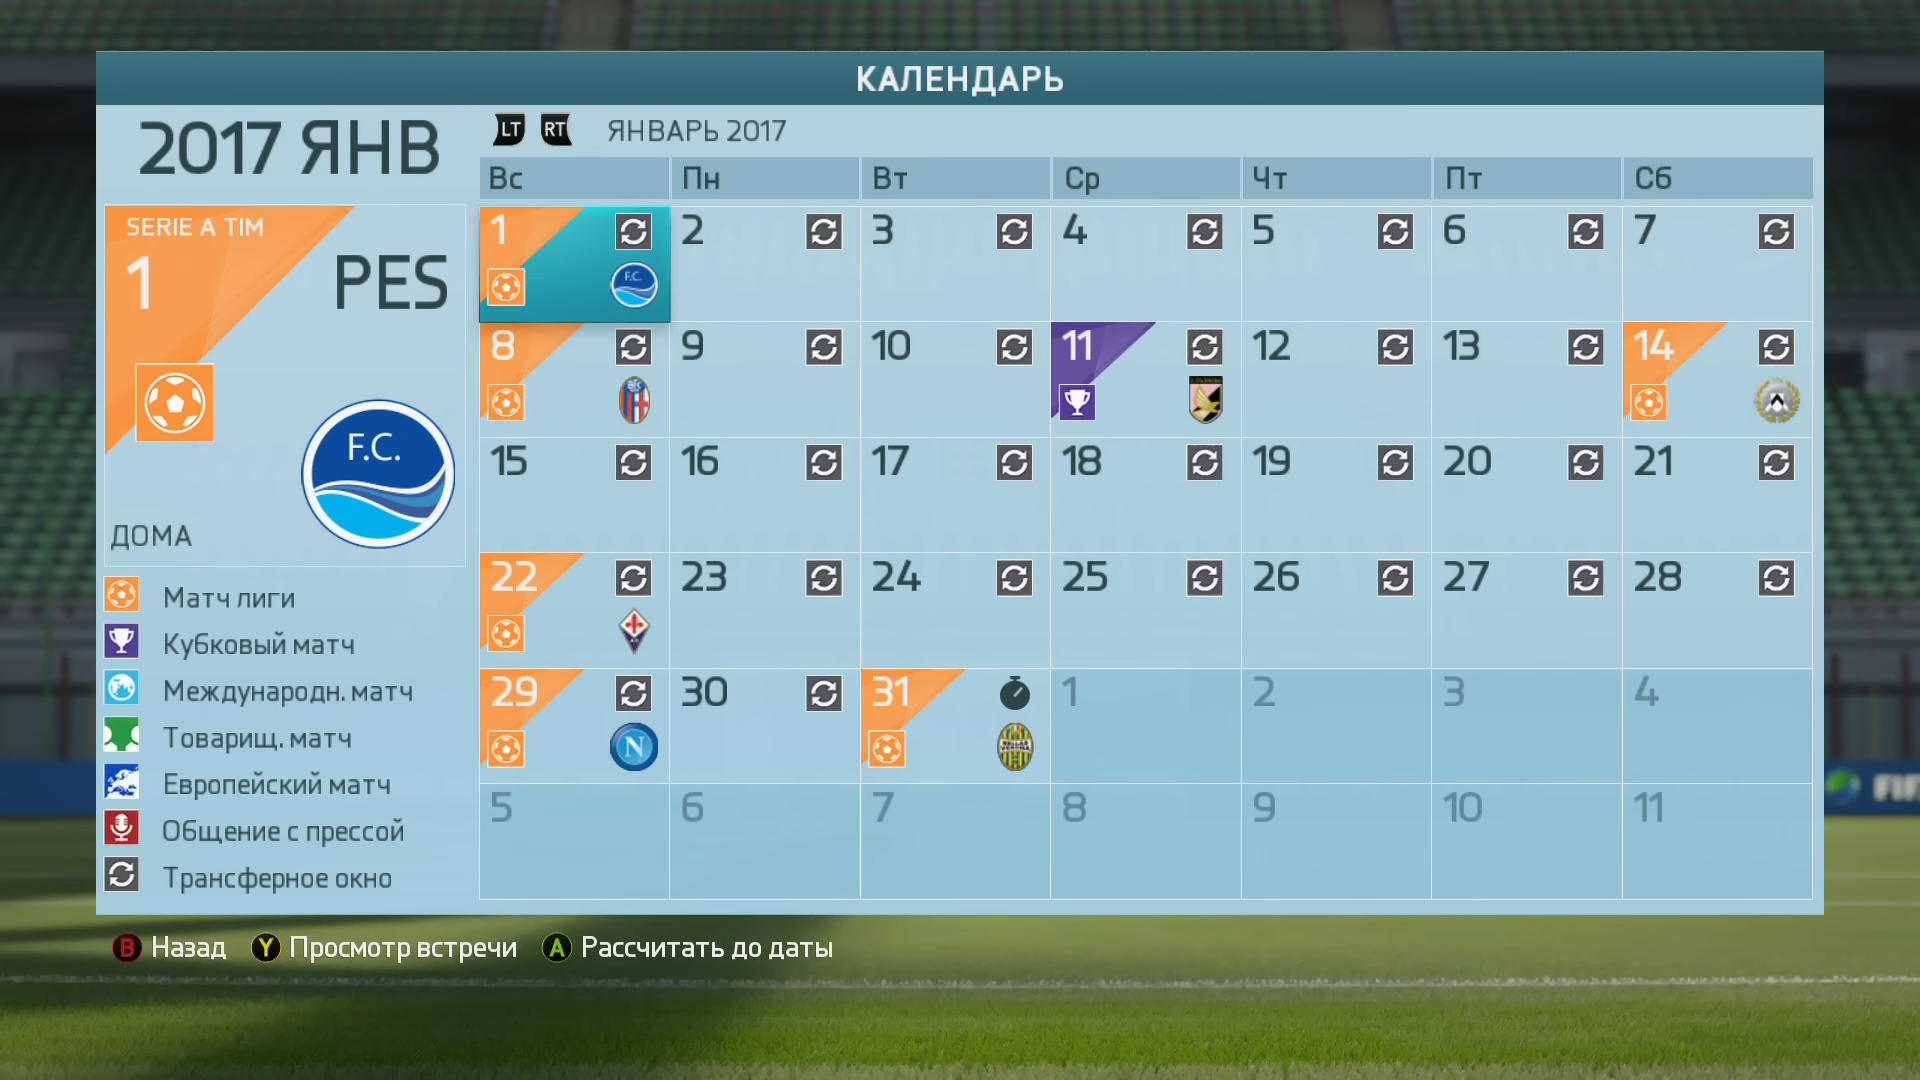 КАЛЕНДАРЬ
2017 ЯНВ
LT RT ЯНВАРЬ 2017
Вс Пн Вт Ср Чт Пт Сб
SERIE A TIM
1
PES
F.C.
ДОМА
1 2 3 4 5 6 7
F.C.
8 9 10 11 12 13 14
BFC
15 16 17 18 19 20 21
22 23 24 25 26 27 28
29 30 31 1 2 3 4
N
HELLAS
VERONA
5 6 7 8 9 10 11
Матч лиги
Кубковый матч
Международн. матч
Товарищ. матч
Европейский матч
Общение с прессой
Трансферное окно
B Назад Y Просмотр встречи A Рассчитать до даты